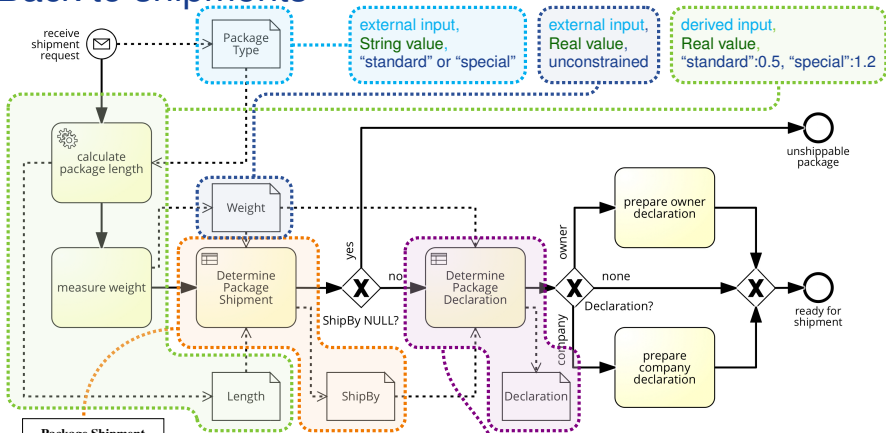 Back to Shipments
receive
shipment
request
Package
Type
external input,
String value,
“standard” or “special”
external input,
Real value,
unconstrained
derived input,
Real value,
“standard”:0.5, “special”:1.2
calculate
package length
unshippable
package
Weight
yes
owner
prepare owner
declaration
measure weight
Determine
Package
Shipment
no
Determine
Package
Declaration
none
ShipBy NULL?
Declaration?
ready for
shipment
company
prepare
company
declaration
Length
ShipBy
Declaration
Package Shipment